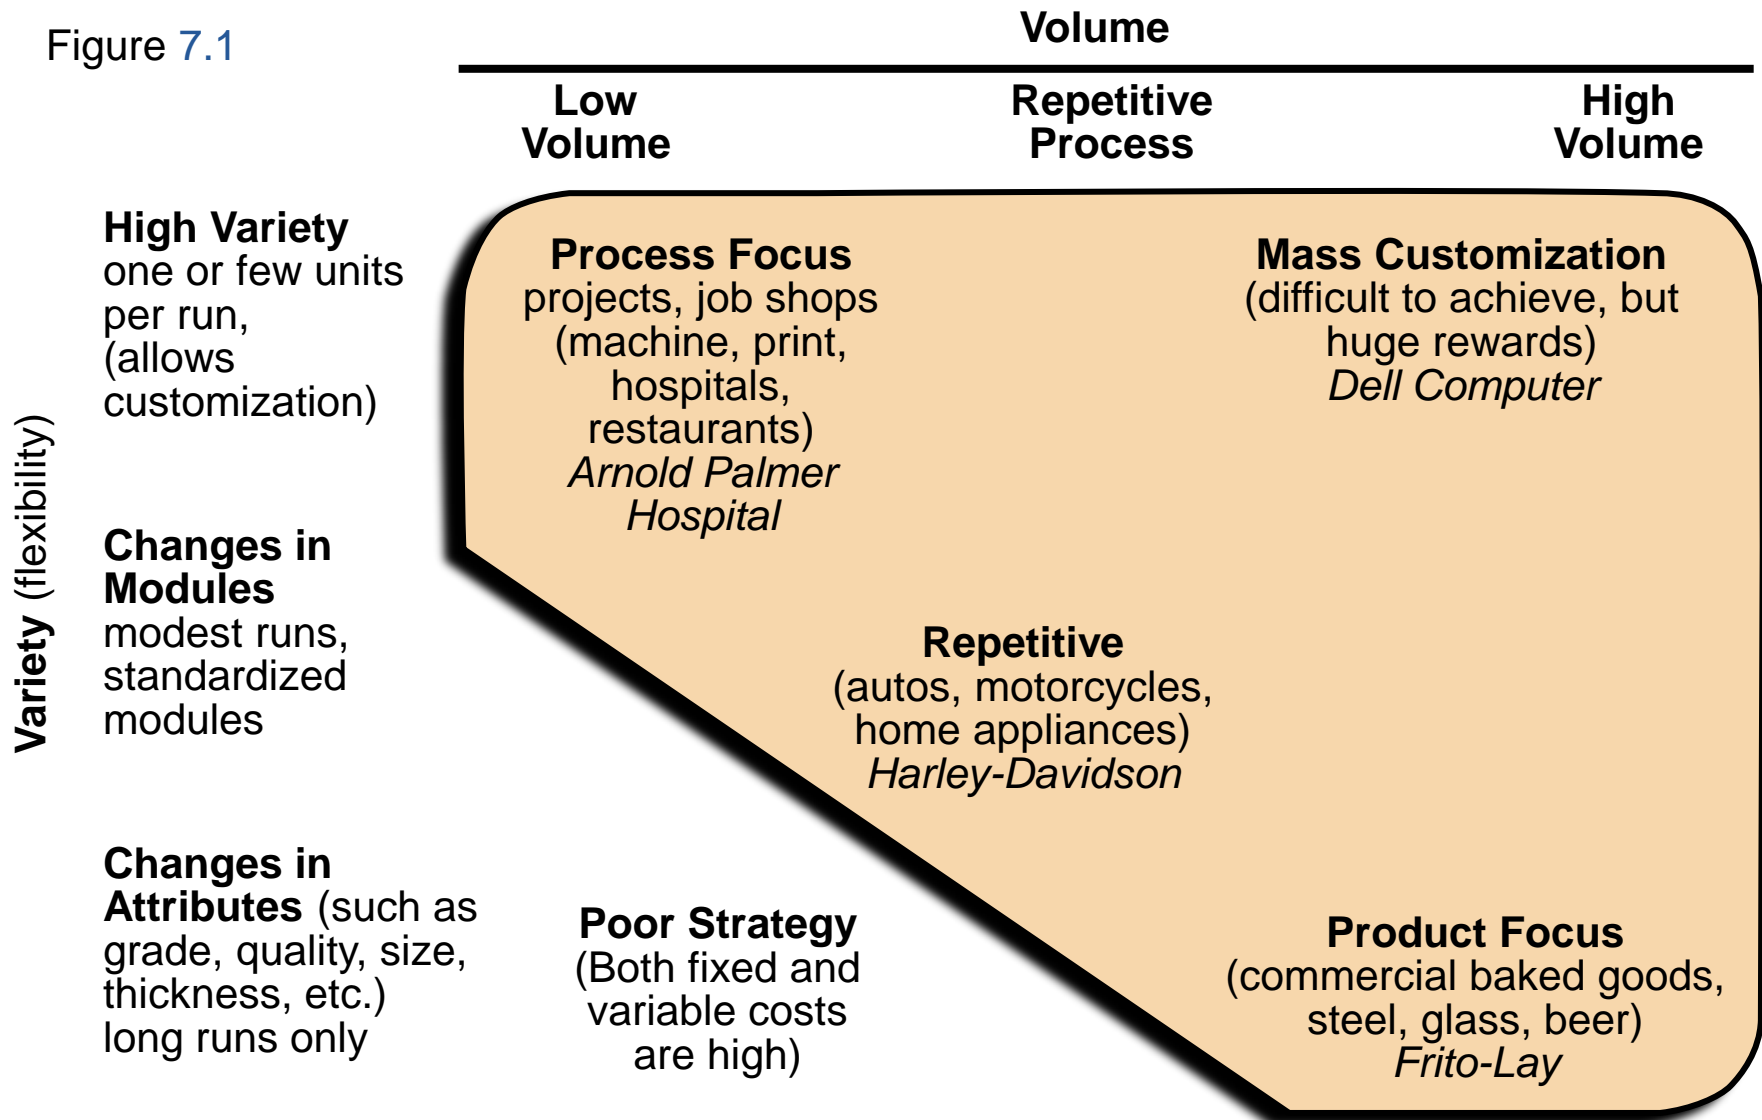 Figure 7.1
Volume
Low
Volume
Repetitive
Process
High
Volume
Variety (flexibility)
High Variety
one or few units
per run,
(allows
customization)
Changes in
Modules
modest runs,
standardized
modules
Changes in
Attributes (such as
grade, quality, size,
thickness, etc.)
long runs only
Process Focus
projects, job shops
(machine, print,
hospitals,
restaurants)
Arnold Palmer
Hospital
Mass Customization
(difficult to achieve, but
huge rewards)
Dell Computer
Repetitive
(autos, motorcycles,
home appliances)
Harley-Davidson
Poor Strategy
(Both fixed and
variable costs
are high)
Product Focus
(commercial baked goods,
steel, glass, beer)
Frito-Lay